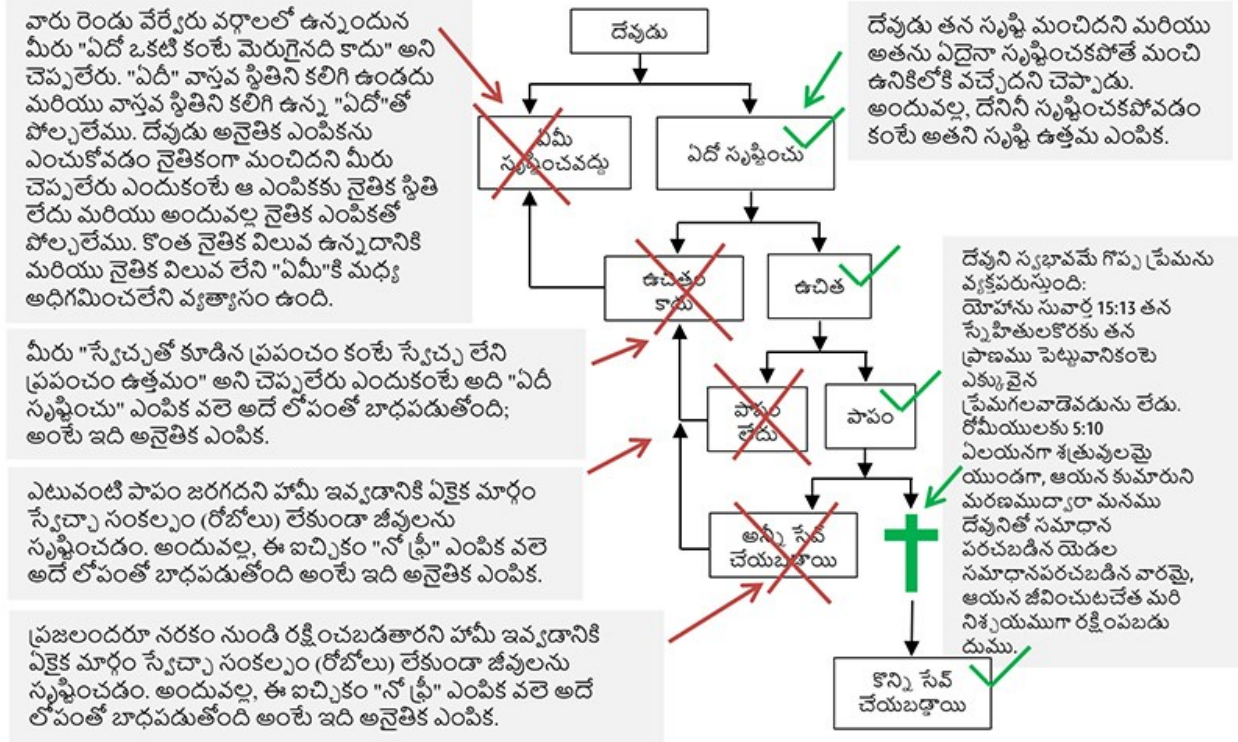 వారు రెండు వేర్వేరు వర్గాలలో ఉన్నందున
మీరు "ఏదో ఒకటి కంటే మెరుగైనది కాదు" అని
చెప్పలేరు. "ఏదీ" వాస్తవ స్థితిని కలిగి ఉండదు
మరియు వాస్తవ స్థితిని కలిగి ఉన్న "ఏదో"తో
పోల్చలేము. దేవుడు అనైతిక ఎంపికను
ఎంచుకోవడం నైతికంగా మంచిదని మీరు
చెప్పలేరు ఎందుకంటే ఆ ఎంపికకు నైతిక స్థితి
లేదు మరియు అందువల్ల నైతిక ఎంపికతో
పోల్చలేము. కొంత నైతిక విలువ ఉన్నదానికి
మరియు నైతిక విలువ లేని "ఏమీ"కి మధ్య
అధిగమించలేని వ్యత్యాసం ఉంది.
దేవుడు
దేవుడు తన సృష్టి మంచిదని మరియు
అతను ఏదైనా సృష్టించకపోతే మంచి
ఉనికిలోకి వచ్చేదని చెప్పాడు.
అందువల్ల, దేనినీ సృష్టించకపోవడం
కంటే అతని సృష్టి ఉత్తమ ఎంపిక.
ఏమీ
సృష్టించవద్దు
ఏదో సృష్టించు
ఉచితం
కాదు
ఉచిత
మీరు "స్వేచ్ఛతో కూడిన ప్రపంచం కంటే స్వేచ్ఛ లేని
ప్రపంచం ఉత్తమం" అని చెప్పలేరు ఎందుకంటే అది "ఏదీ
సృష్టించు" ఎంపిక వలె అదే లోపంతో బాధపడుతోంది;
అంటే ఇది అనైతిక ఎంపిక.
పాపం
లేదు
పాపం
దేవుని స్వభావమే గొప్ప ప్రేమను
వ్యక్తపరుస్తుంది:
యోహాను సువార్త 15:13 తన
స్నేహితులకొరకు తన
ప్రాణము పెట్టువానికంటె
ఎక్కువైన
ప్రేమగలవాడెవడును లేడు.
రోమీయులకు 5:10
ఏలయనగా శత్రువులమై
యుండగా, ఆయన కుమారుని
మరణముద్వారా మనము
దేవునితో సమాధాన
పరచబడిన యెడల
సమాధానపరచబడిన వారమై,
ఆయన జీవించుటచేత మరి
నిశ్చయముగా రక్షింపబడు
దుము.
ఎటువంటి పాపం జరగదని హామీ ఇవ్వడానికి ఏకైక మార్గం
స్వేచ్ఛా సంకల్పం (రోబోలు) లేకుండా జీవులను
సృష్టించడం. అందువల్ల, ఈ ఐచ్ఛికం "నో ఫ్రీ" ఎంపిక వలె
అదే లోపంతో బాధపడుతోంది అంటే ఇది అనైతిక ఎంపిక.
అన్నీ సేవ్
చేయబడ్డాయి
ప్రజలందరూ నరకం నుండి రక్షించబడతారని హామీ ఇవ్వడానికి
ఏకైక మార్గం స్వేచ్ఛా సంకల్పం (రోబోలు) లేకుండా జీవులను
సృష్టించడం. అందువల్ల, ఈ ఐచ్ఛికం "నో ఫ్రీ" ఎంపిక వలె అదే
లోపంతో బాధపడుతోంది అంటే ఇది అనైతిక ఎంపిక.
కొన్ని సేవ్
చేయబడ్డాయి